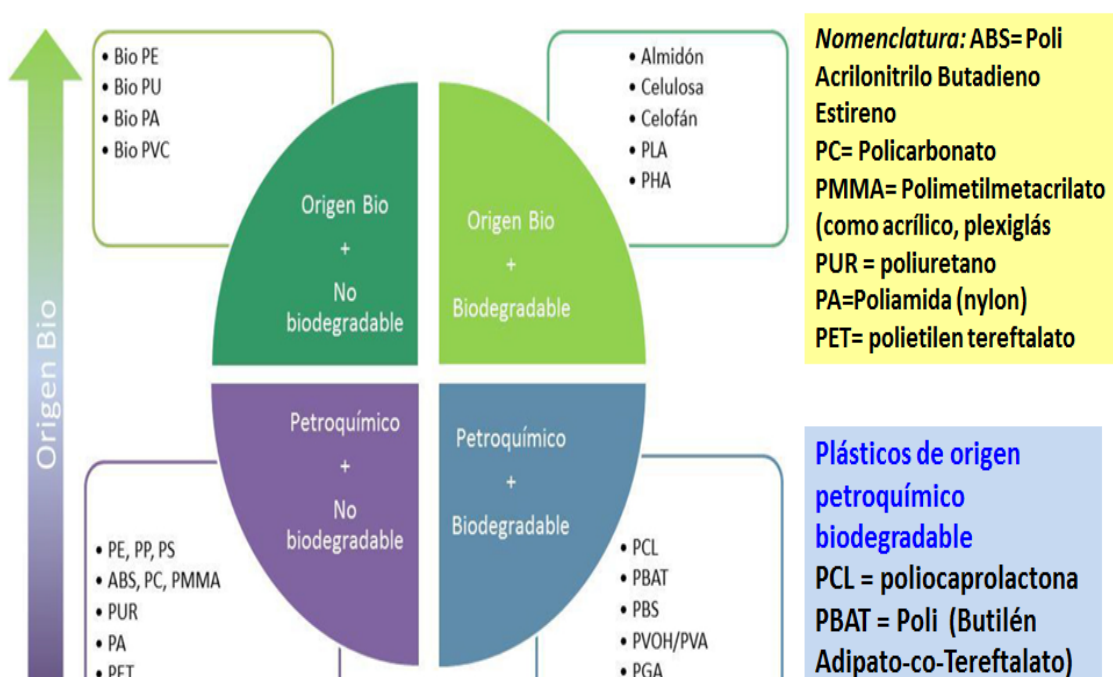 • Bio PE
• Bio PU
• Bio PA
• Bio PVC
• Almidón
• Celulosa
• Celofán
• PLA
• PHA
Origen Bio
+
No
biodegradable
Origen Bio
+
Biodegradable
Petroquímico
+
No
biodegradable
Petroquímico
+
Biodegradable
• PE, PP, PS
• ABS, PC, PMMA
• PUR
• PA
• PET
• PCL
• PBAT
• PBS
• PVOH/PVA
• PGA
Origen Bio
Nomenclatura: ABS= Poli
Acrilonitrilo Butadieno
Estireno
PC= Policarbonato
PMMA= Polimetilmetacrilato
(como acrílico, plexiglás
PUR = poliuretano
PA=Poliamida (nylon)
PET= polietilen tereftalato
Plásticos de origen
petroquímico
biodegradable
PCL = poliocaprolactona
PBAT = Poli (Butilén
Adipato-co-Tereftalato)